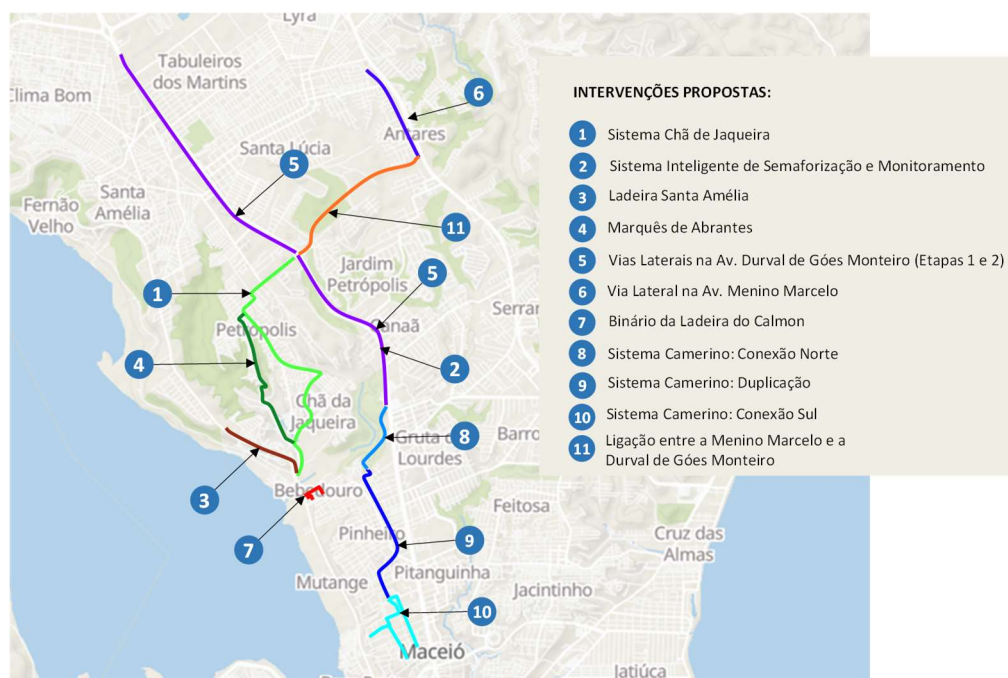 Lyra
Tabuleiros
dos Martins
Clima Bom
6
Antares
Santa Lúcia
5
Santa
Amélia
Fernão
Velho
11
Jardim
Petrópolis
5
1
Serrar
Canaã
Petrópolis
2
4
Chã da
Jaqueira
8
Gruta de
Lourdes
Barro
3
Bebedouro
Feitosa
7
Pinheiro
9
Cruz das
Almas
Mutange
Pitanguinha
Jacintinho
10
Maceió
Jatiúca
INTERVENÇÕES PROPOSTAS:
1 Sistema Chã de Jaqueira
2 Sistema Inteligente de Semaforização e Monitoramento
3 Ladeira Santa Amélia
4 Marquês de Abrantes
5 Vias Laterais na Av. Durval de Góes Monteiro (Etapas 1 e 2)
6 Via Lateral na Av. Menino Marcelo
7 Binário da Ladeira do Calmon
8 Sistema Camerino: Conexão Norte
9 Sistema Camerino: Duplicação
10 Sistema Camerino: Conexão Sul
11 Ligação entre a Menino Marcelo e a
Durval de Góes Monteiro